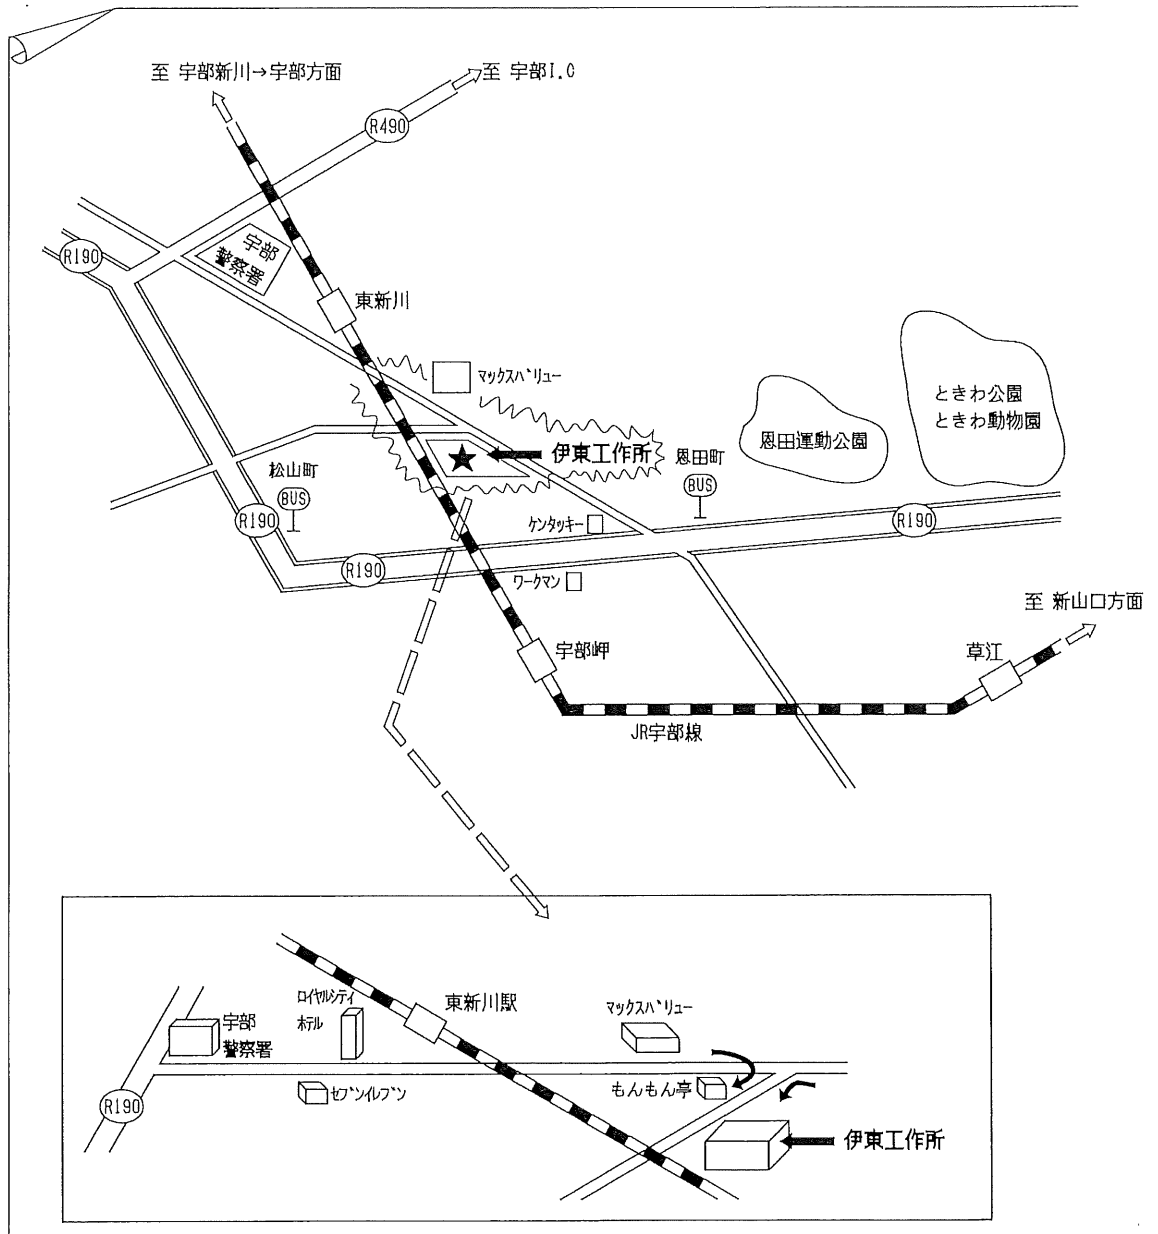 至 宇部新川→宇部方面
至 宇部I.C
R490
R190
宇部
警察署
東新川
マックスバリュー
ときわ公園
ときわ動物園
恩田運動公園
伊東工作所
恩田町
BUS
松山町
BUS
R190
ケンタッキー
R190
R190
ワークマン
至 新山口方面
宇部岬
草江
JR宇部線
ロイヤルシティ
ホテル
東新川駅
マックスバリュー
宇部
警察署
セブンイレブン
もんもん亭
R190
伊東工作所